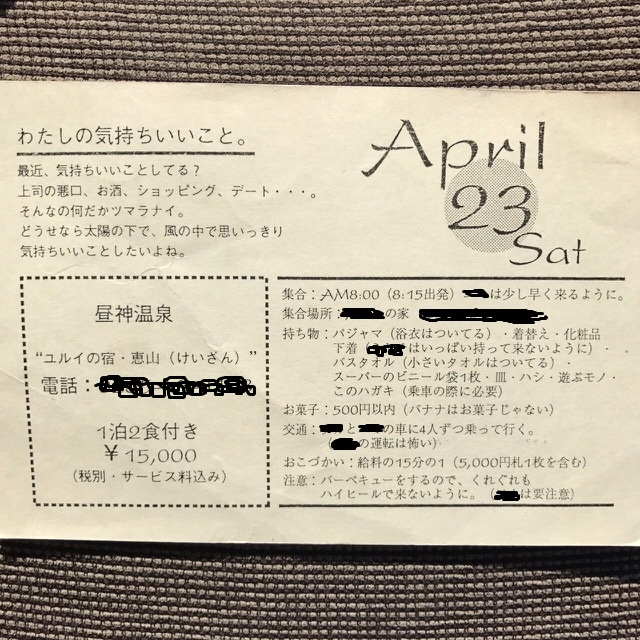 わたしの気持ちいいこと。
最近、気持ちいいことしてる？
上司の悪口、お酒、ショッピング、デート・・・。
そんなの何だかツマラナイ。
どうせなら太陽の下で、風の中で思いっきり
気持ちいいことしたいよね。
April
23
Sat
昼神温泉
“ユルイの宿・恵山（けいざん）”
電話：
1泊2食付き
￥15,000
（税別・サービス料込み）
集合：AM8:00（8:15出発） は少し早く来るように。
集合場所： の家
持ち物：パジャマ（浴衣はついてる）・着替え・化粧品
下着（ はいっぱい持って来ないように）・
バスタオル（小さいタオルはついてる）・
スーパーのビニール袋1枚・皿・ハシ・遊ぶモノ・
このハガキ（乗車の際に必要）
お菓子：500円以内（バナナはお菓子じゃない）
交通： と の車に4人ずつ乗って行く。
（ の運転は怖い）
おこづかい：給料の15分の1（5,000円札1枚を含む）
注意：バーベキューをするので、くれぐれも
ハイヒールで来ないように。（ は要注意）